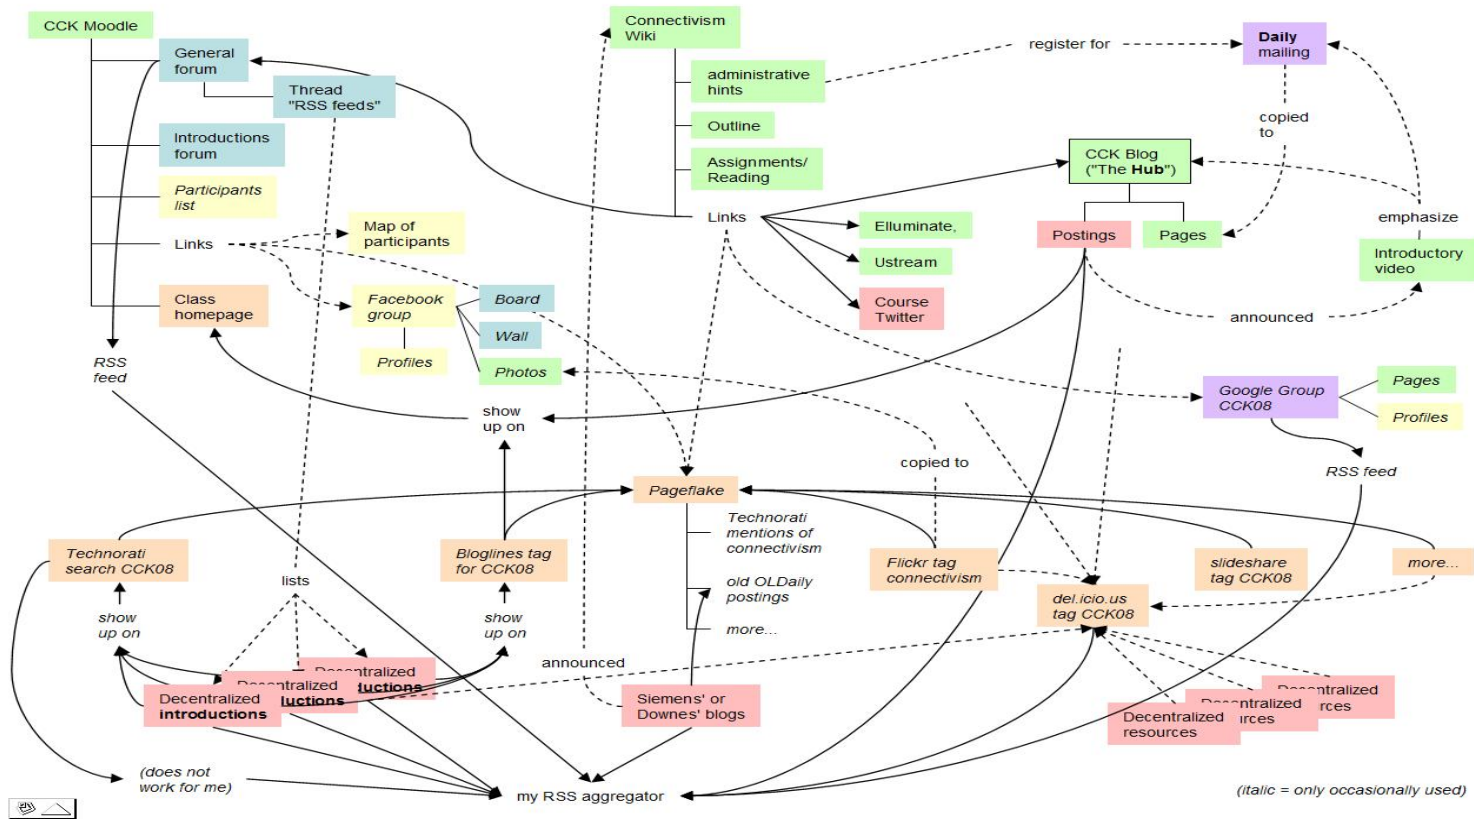 CCK Moodle
General
forum
Thread
"RSS feeds"
Introductions
forum
Participants
list
Links
Map of
participants
Class
homepage
Facebook
group
Board
Wall
Profiles
Photos
RSS
feed
Connectivism
Wiki
administrative
hints
Outline
Assignments/
Reading
Links
register for
Daily
mailing
copied
to
CCK Blog
("The Hub")
Postings
Pages
emphasize
Introductory
video
announced
Elluminate,
Ustream
Course
Twitter
Google Group
CCK08
Pages
Profiles
RSS feed
show
up on
copied to
Pageflake
Technorati
mentions of
connectivism
old OLDaily
postings
more...
Technorati
search CCK08
Bloglines tag
for CCK08
Flickr tag
connectivism
slideshare
tag CCK08
more...
del.icio.us
tag CCK08
lists
show
up on
show
up on
announced
Decentralized
introductions
Decentralized
ductions
Siemens' or
Downes' blogs
Decentralized
resources
(does not
work for me)
my RSS aggregator
(italic = only occasionally used)